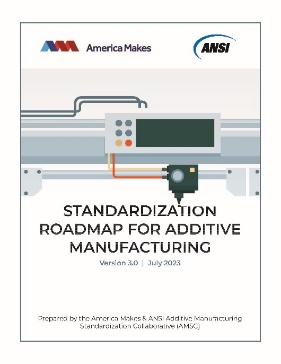 America Makes
ANSI
STANDARDIZATION
ROADMAP FOR ADDITIVE
MANUFACTURING
Version 3.0 | July 2023
Prepared by the America Makes & ANSI Additive Manufacturing
Standardization Collaborative (AMSC)